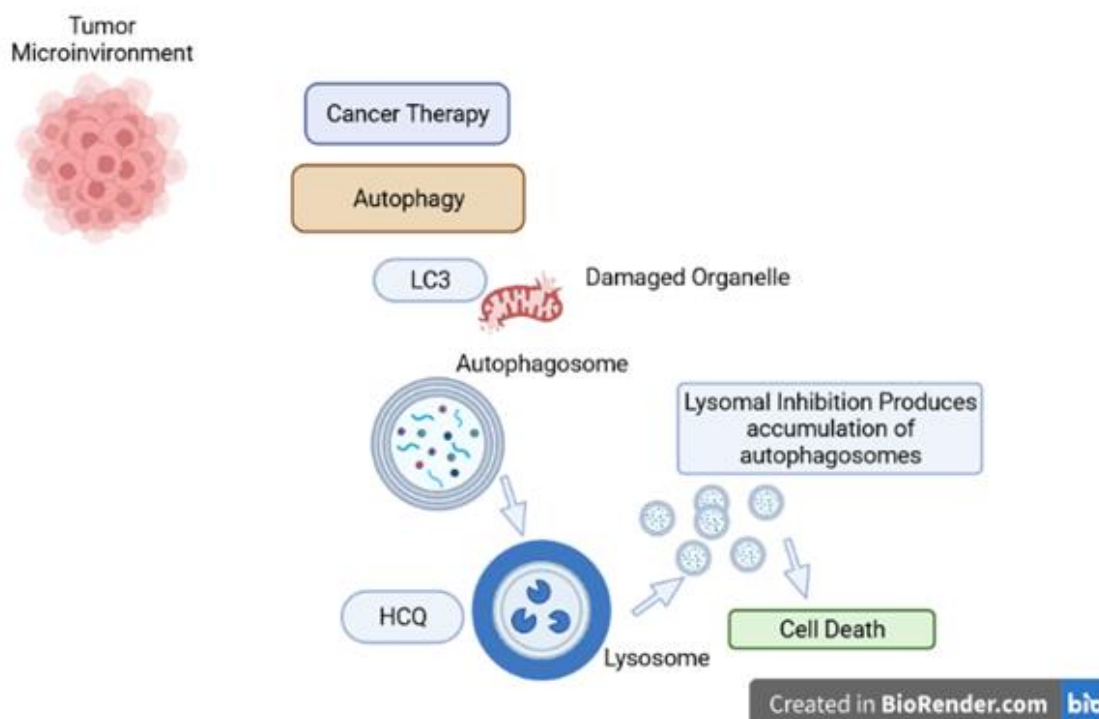 Tumor
Microinvironment
Cancer Therapy
Autophagy
LC3
Damaged Organelle
Autophagosome
Lysomal Inhibition Produces
accumulation of
autophagosomes
HCQ
Lysosome
Cell Death
Created in BioRender.com
bio